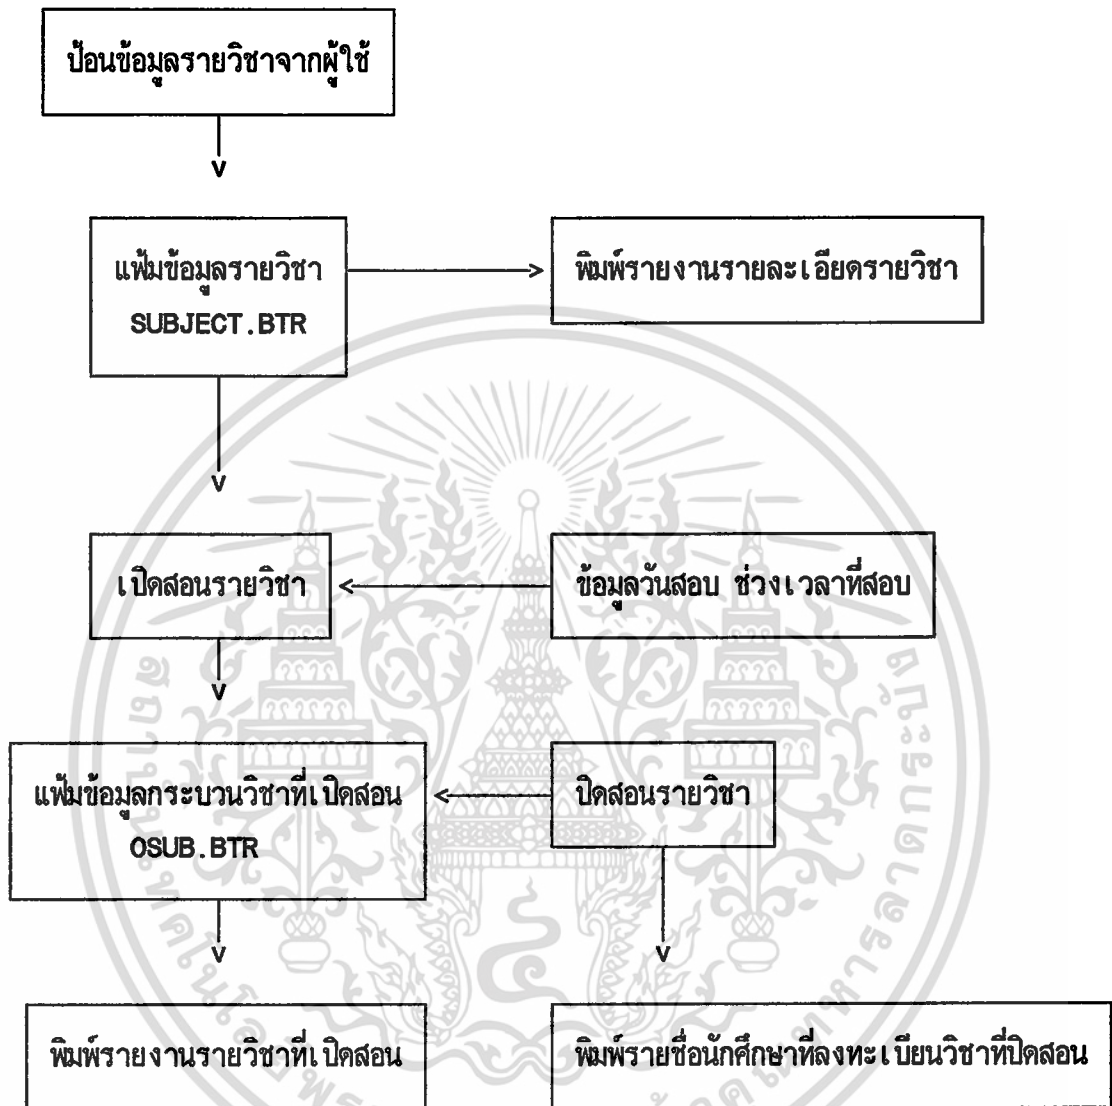 ป้อนข้อมูลรายวิชาจากผู้ใช้
แฟ้มข้อมูลรายวิชา
SUBJECT.BTR
พิมพ์รายงานรายละเอียดรายวิชา
เปิดสอนรายวิชา
ข้อมูลวันสอบ ช่วงเวลาที่สอบ
แฟ้มข้อมูลกระบวนวิชาที่เปิดสอน
OSUB.BTR
ปิดสอนรายวิชา
พิมพ์รายงานรายวิชาที่เปิดสอน
พิมพ์รายชื่อนักศึกษาที่ลงทะเบียนวิชาที่ปิดสอน